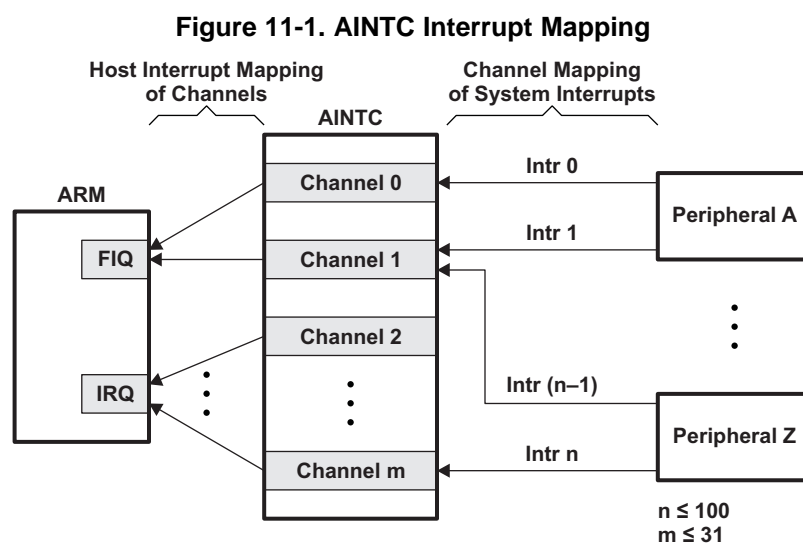 Figure 11-1. AINTC Interrupt Mapping
Host Interrupt Mapping
of Channels
Channel Mapping
of System Interrupts
AINTC
ARM
FIQ
IRQ
Channel 0
Channel 1
Channel 2
Channel m
Intr 0
Intr 1
Intr (n–1)
Intr n
Peripheral A
Peripheral Z
n ≤ 100
m ≤ 31